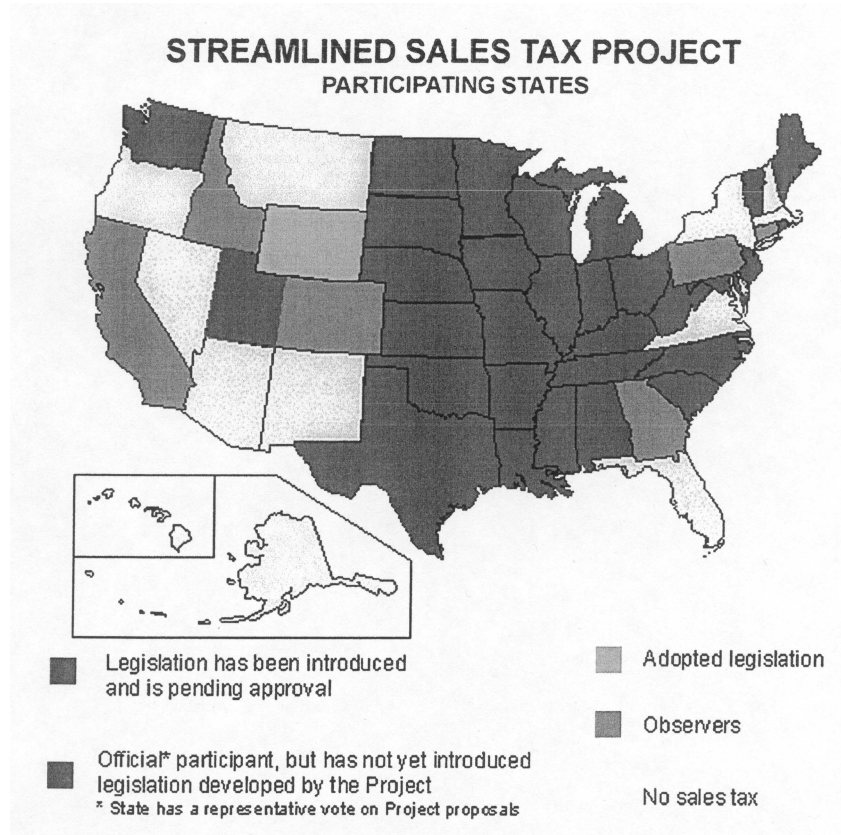 STREAMLINED SALES TAX PROJECT
PARTICIPATING STATES
Legislation has been introduced
and is pending approval
Official* participant, but has not yet introduced
legislation developed by the Project
* State has a representative vote on Project proposals
Adopted legislation
Observers
No sales tax